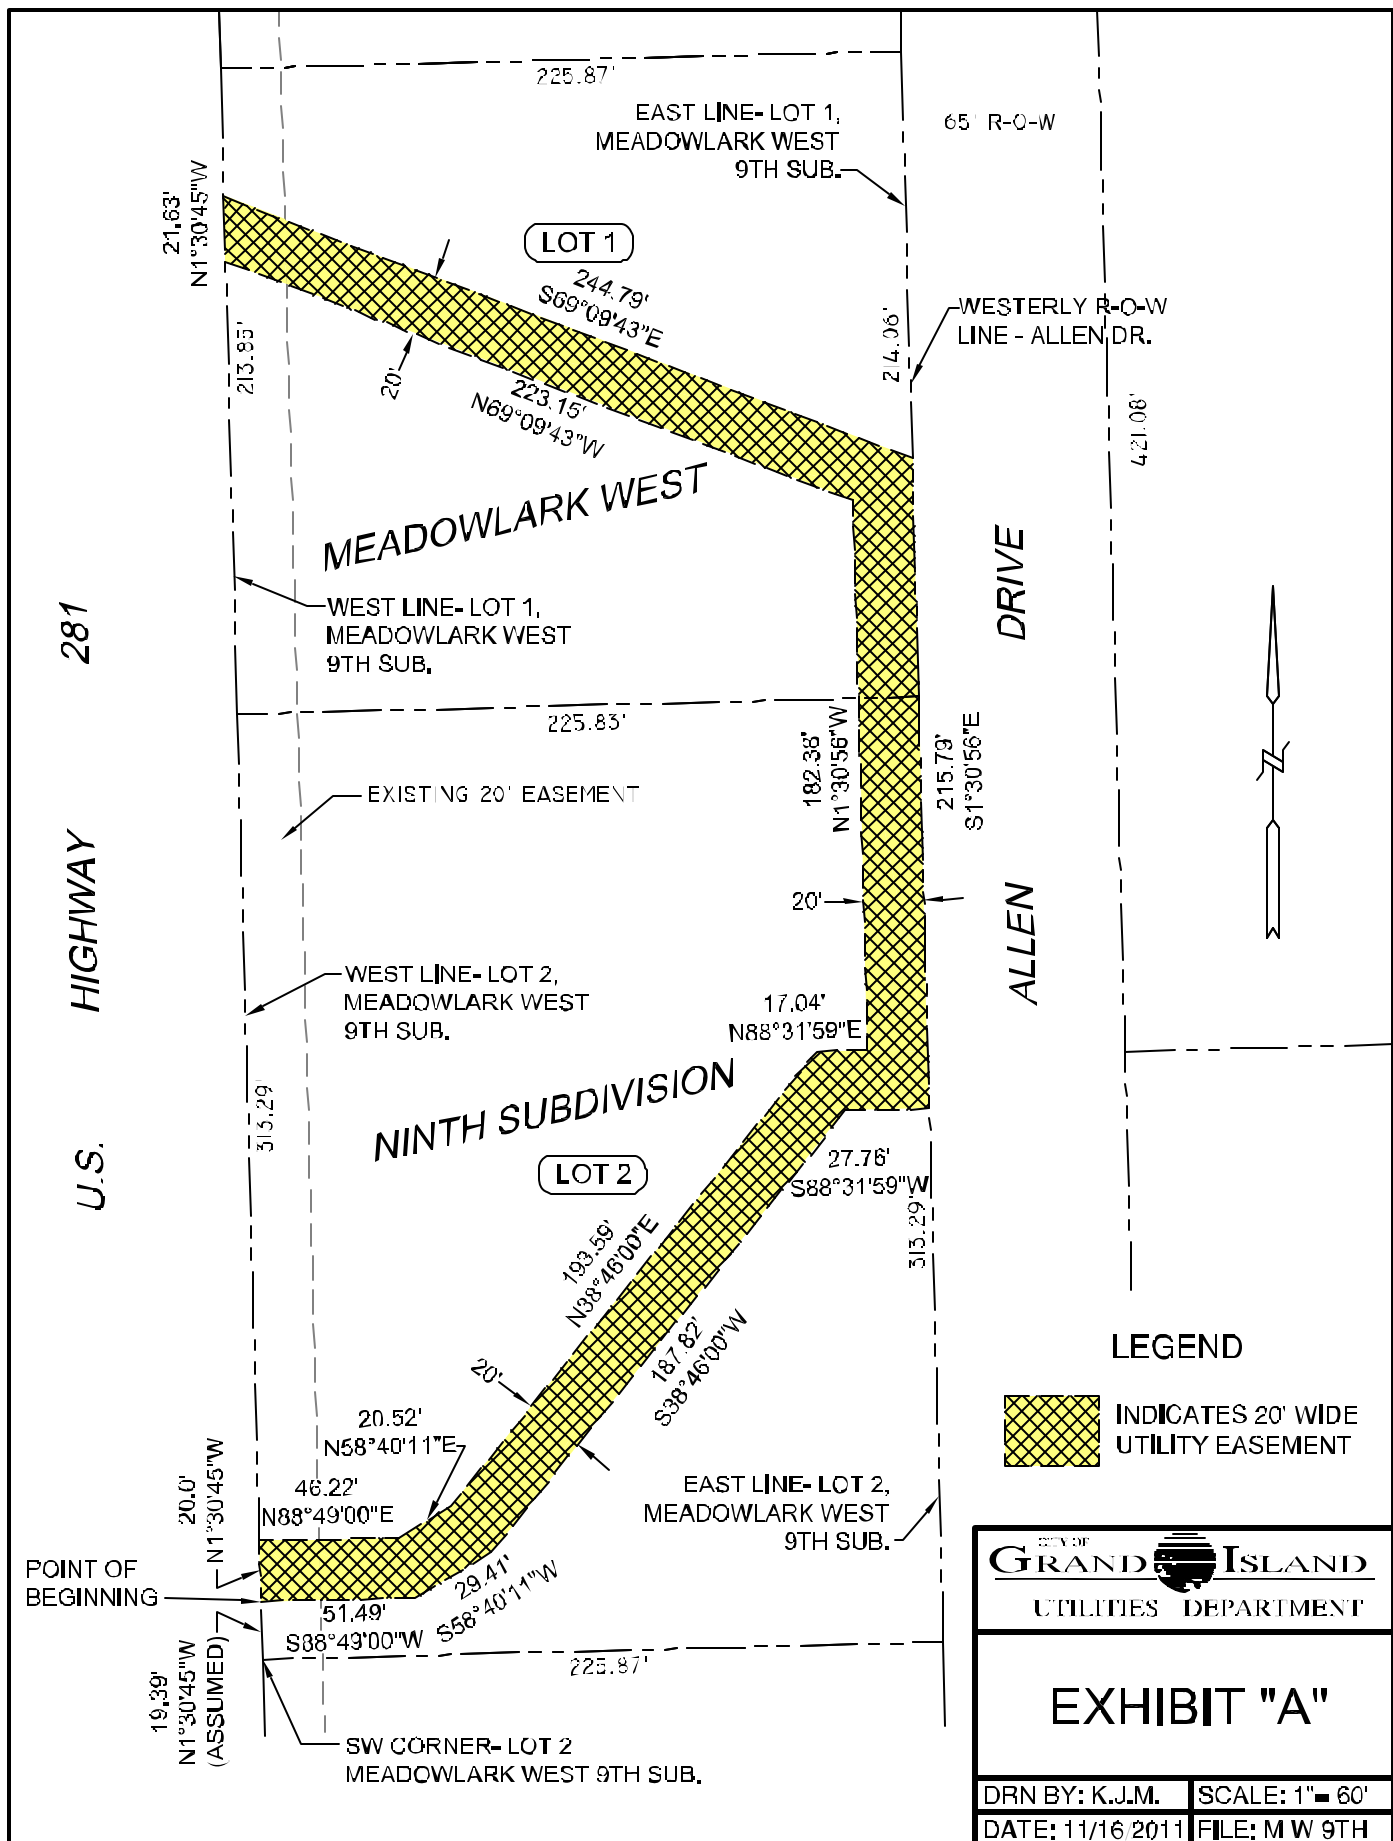 225.87'
EAST LINE- LOT 1,
MEADOWLARK WEST
9TH SUB.
65' R-O-W
21.63'
N1°30'45"W
LOT 1
244.79'
S69°09'43"E
WESTERLY R-O-W
LINE - ALLEN DR.
213.85'
214.06'
20'
223.15'
N69°09'43"W
421.08'
MEADOWLARK WEST
WEST LINE- LOT 1,
MEADOWLARK WEST
9TH SUB.
225.83'
182.38'
N1°30'56"W
215.79'
S1°30'56"E
EXISTING 20' EASEMENT
U.S. HIGHWAY 281
ALLEN DRIVE
20'
WEST LINE- LOT 2,
MEADOWLARK WEST
9TH SUB.
17.04'
N88°31'59"E
313.29'
NINTH SUBDIVISION
LOT 2
27.76'
S88°31'59"W
313.29'
193.59'
N38°46'00"E
187.82'
S38°46'00"W
20'
LEGEND
INDICATES 20' WIDE
UTILITY EASEMENT
20.52'
N58°40'11"E
46.22'
N88°49'00"E
20.0'
N1°30'45"W
EAST LINE- LOT 2,
MEADOWLARK WEST
9TH SUB.
POINT OF
BEGINNING
29.41'
S58°40'11"W
51.49'
S88°49'00"W
225.87'
19.39'
N1°30'45"W
(ASSUMED)
SW CORNER- LOT 2
MEADOWLARK WEST 9TH SUB.
CITY OF
GRAND ISLAND
UTILITIES DEPARTMENT
EXHIBIT "A"
DRN BY: K.J.M.
SCALE: 1"= 60'
DATE: 11/16/2011
FILE: M W 9TH